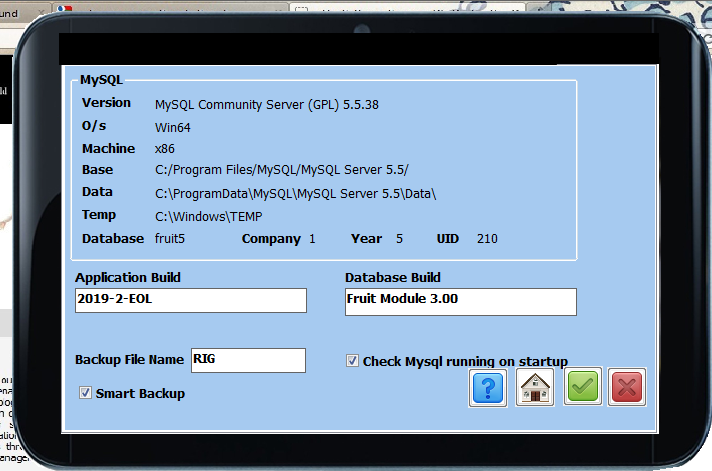 MySQL
Version MySQL Community Server (GPL) 5.5.38
O/s Win64
Machine x86
Base C:/Program Files/MySQL/MySQL Server 5.5/
Data C:\ProgramData\MySQL\MySQL Server 5.5\Data\
Temp C:\Windows\TEMP
Database fruit5 Company 1 Year 5 UID 210
Application Build Database Build
2019-2-EOL Fruit Module 3.00
Backup File Name RIG Check Mysql running on startup
Smart Backup
?